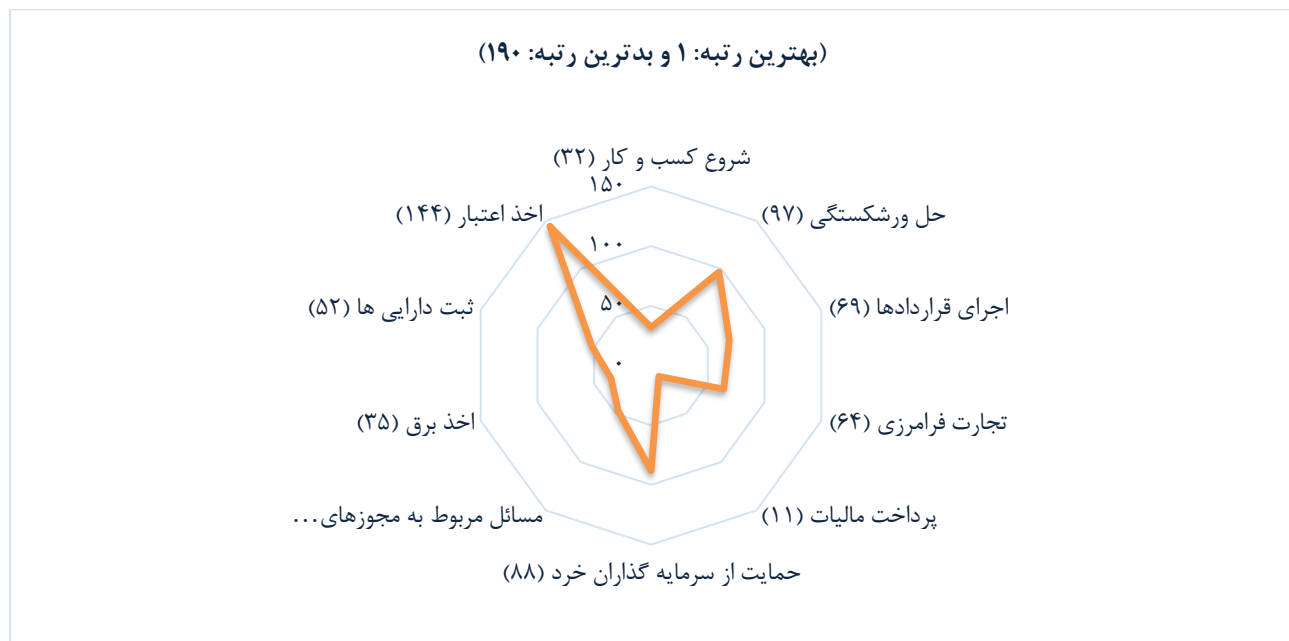 (بهترین رتبه: ۱ و بدترین رتبه: ۱۹۰)
شروع کسب و کار (۳۲)
حل ورشکستگی (۹۷)
اجرای قراردادها (۶۹)
تجارت فرامرزی (۶۴)
پرداخت مالیات (۱۱)
حمایت از سرمایه گذاران خرد (۸۸)
مسائل مربوط به مجوزهای...
اخذ برق (۳۵)
ثبت دارایی ها (۵۲)
اخذ اعتبار (۱۴۴)
۱۵۰
۱۰۰
۵۰
۰